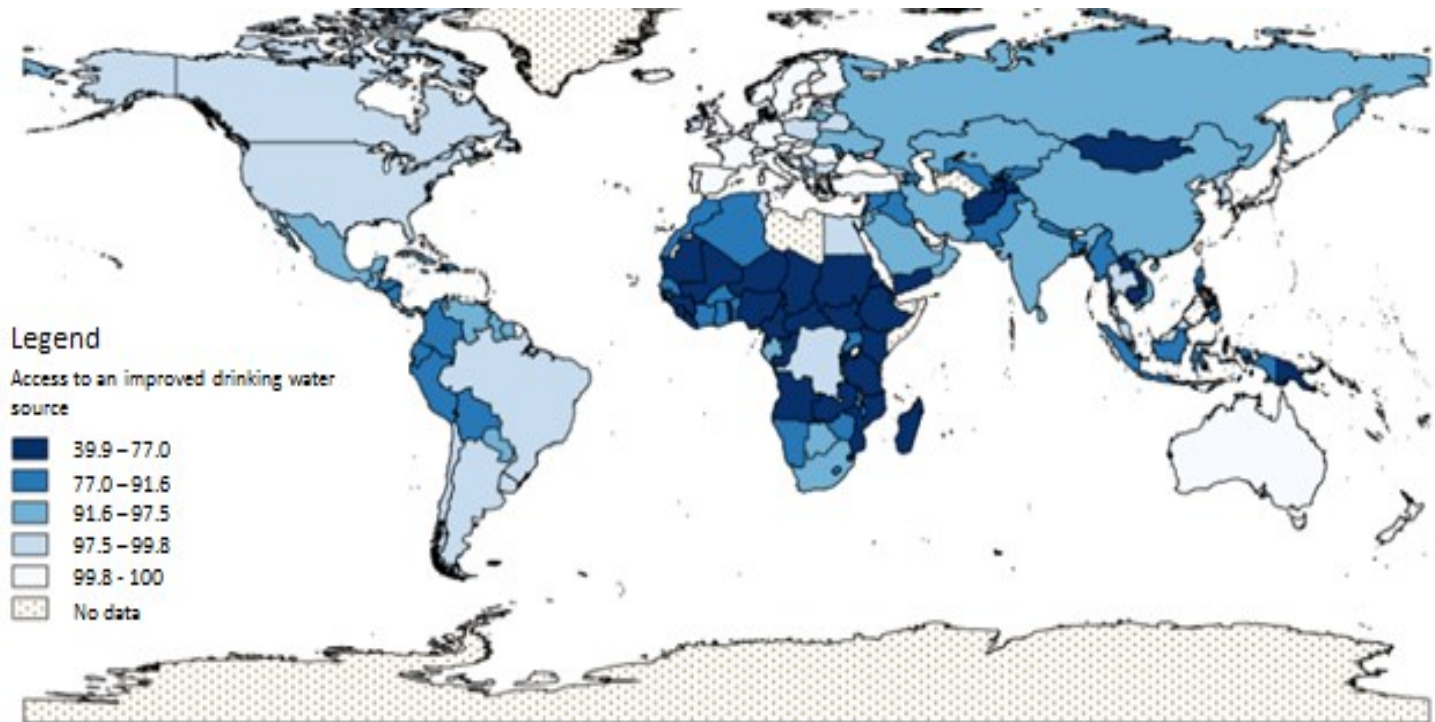 Legend
Access to an improved drinking water
source
39.9 – 77.0
77.0 – 91.6
91.6 – 97.5
97.5 – 99.8
99.8 - 100
No data